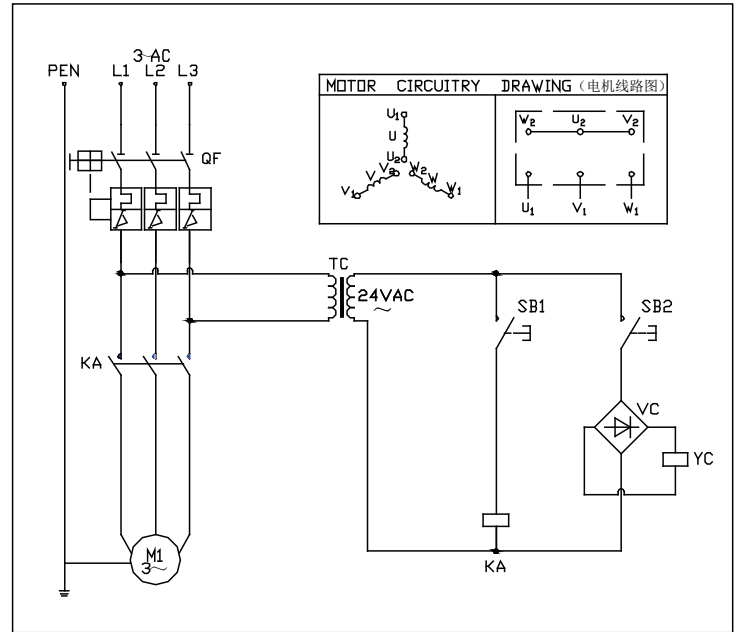 3~AC
PEN L1 L2 L3
MOTOR CIRCUITRY DRAWING（电机线路图）
U1
U
U2
V2 W2
V W
V1 W1
W2 U2 V2
U1 V1 W1
QF
TC
24VAC
~
SB1 SB2
KA
VC
YC
M1
3~
KA